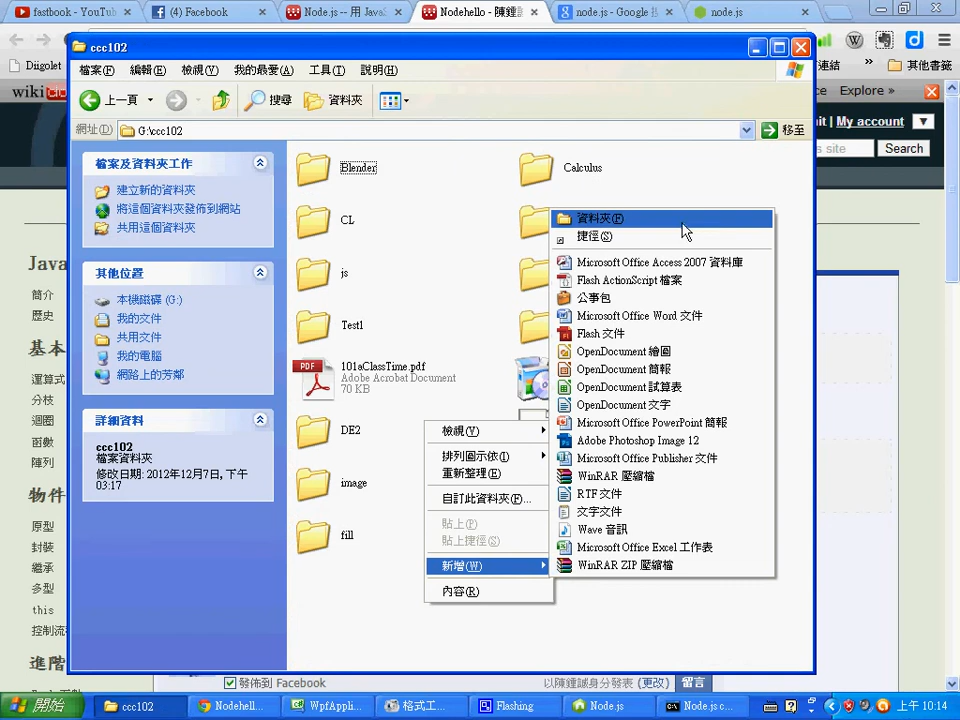 fastbook - YouTub
(4) Facebook
Node.js -- 用 Java
Nodehello - 陳鍾誠
node.js - Google
node.js
Diigolet
連結
其他書籤
wiki
ce Explore »
it | My account
site
Search
Java
簡介
歷史
基本
運算式
分枝
迴圈
函數
陣列
物件
原型
封裝
繼承
多型
this
控制流
進階
ccc102
檔案(F)
編輯(E)
檢視(V)
我的最愛(A)
工具(T)
說明(H)
上一頁
搜尋
資料夾
網址(D)
G:\ccc102
移至
檔案及資料夾工作
建立新的資料夾
將這個資料夾發佈到網站
共用這個資料夾
其他位置
本機磁碟 (G:)
我的文件
共用文件
我的電腦
網路上的芳鄰
詳細資料
ccc102
檔案資料夾
修改日期: 2012年12月7日, 下午
03:17
Blender
Calculus
CL
js
Test1
PDF
101aClassTime.pdf
Adobe Acrobat Document
70 KB
DE2
image
fill
檢視(V)
排列圖示依(I)
重新整理(E)
自訂此資料夾(F)...
貼上(P)
貼上捷徑(S)
新增(W)
內容(R)
資料夾(F)
捷徑(S)
Microsoft Office Access 2007 資料庫
Flash ActionScript 檔案
公事包
Microsoft Office Word 文件
Flash 文件
OpenDocument 繪圖
OpenDocument 簡報
OpenDocument 試算表
OpenDocument 文字
Microsoft Office PowerPoint 簡報
Adobe Photoshop Image 12
Microsoft Office Publisher 文件
WinRAR 壓縮檔
RTF 文件
文字文件
Wave 音訊
Microsoft Office Excel 工作表
WinRAR ZIP 壓縮檔
發佈到 Facebook
以陳鍾誠身分發表 (更改)
留言
開始
ccc102
Nodehell...
WpfAppli...
格式工...
Flashing
Node.js
Node.js c...
上午 10:14